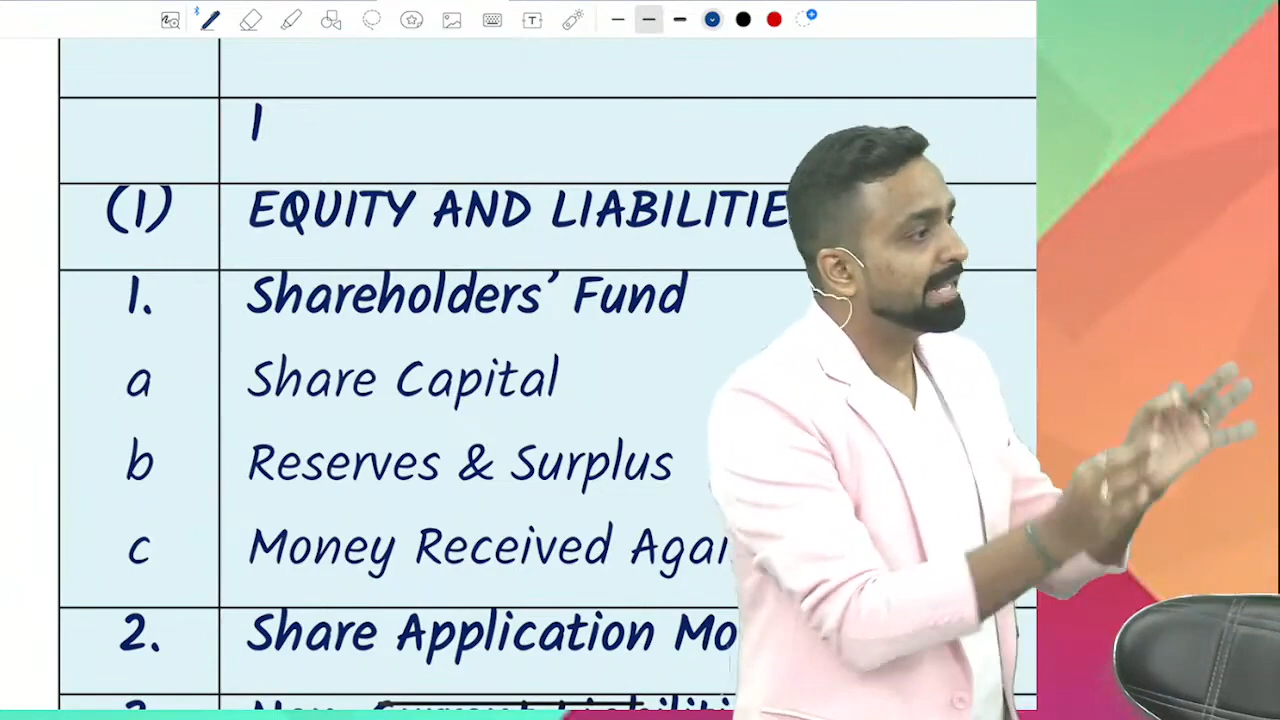 I
(I) EQUITY AND LIABILITIE
1. Shareholders’ Fund
a Share Capital
b Reserves & Surplus
c Money Received Agai
2. Share Application Mo